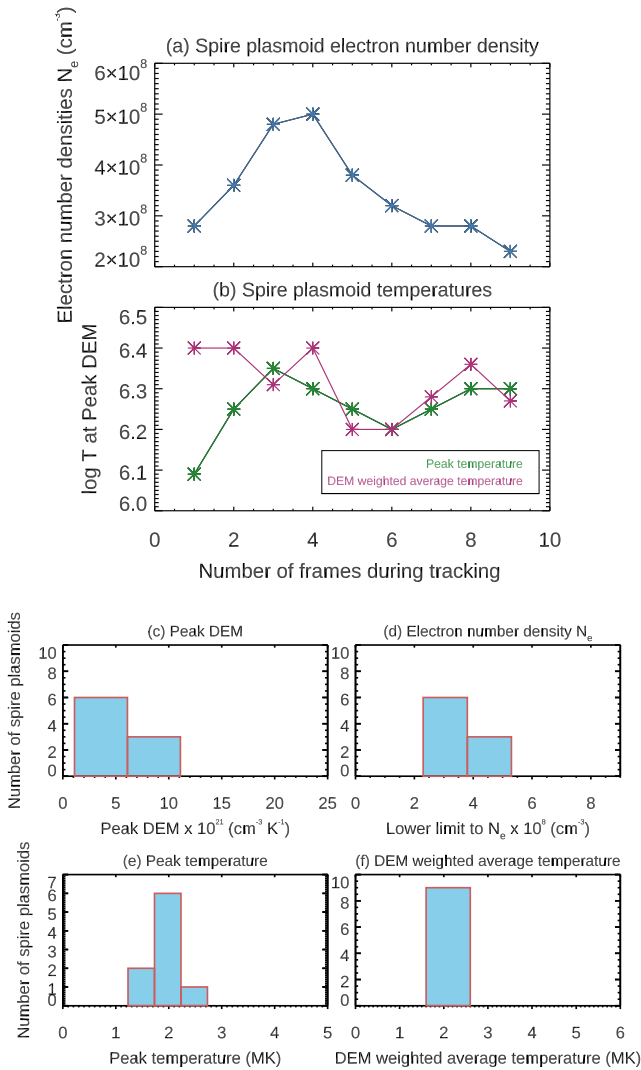 (a) Spire plasmoid electron number density
Electron number densities Nₑ (cm⁻³)
6×10⁸
5×10⁸
4×10⁸
3×10⁸
2×10⁸
(b) Spire plasmoid temperatures
log T at Peak DEM
6.5
6.4
6.3
6.2
6.1
6.0
Peak temperature
DEM weighted average temperature
0 2 4 6 8 10
Number of frames during tracking
(c) Peak DEM
Number of spire plasmoids
10
8
6
4
2
0
0 5 10 15 20 25
Peak DEM x 10²¹ (cm⁻³ K⁻¹)
(d) Electron number density Nₑ
10
8
6
4
2
0
0 2 4 6 8
Lower limit to Nₑ x 10⁸ (cm⁻³)
(e) Peak temperature
Number of spire plasmoids
7
6
5
4
3
2
1
0
0 1 2 3 4 5
Peak temperature (MK)
(f) DEM weighted average temperature
10
8
6
4
2
0
0 1 2 3 4 5 6
DEM weighted average temperature (MK)